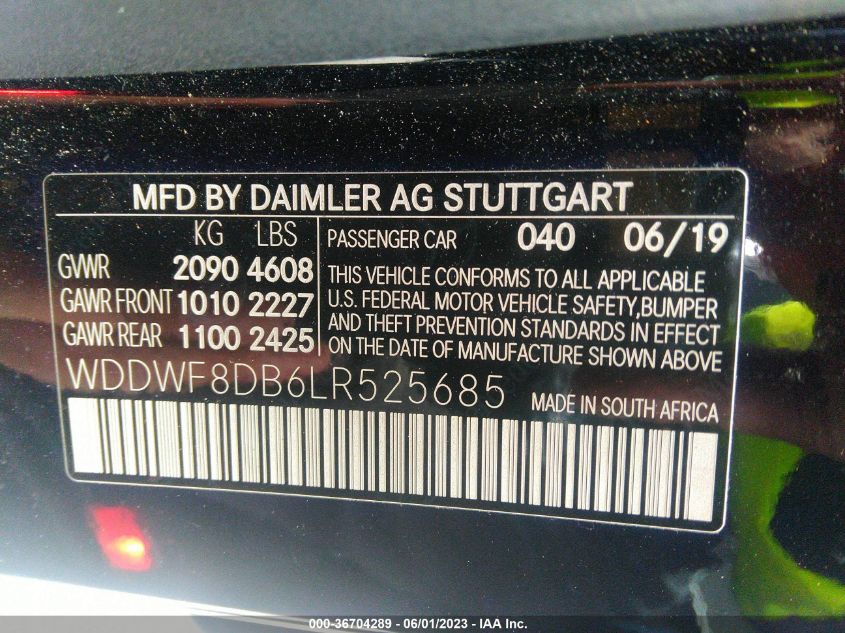 MFD BY DAIMLER AG STUTTGART
KG LBS
GVWR 2090 4608
GAWR FRONT 1010 2227
GAWR REAR 1100 2425
PASSENGER CAR 040 06/19
THIS VEHICLE CONFORMS TO ALL APPLICABLE
U.S. FEDERAL MOTOR VEHICLE SAFETY,BUMPER
AND THEFT PREVENTION STANDARDS IN EFFECT
ON THE DATE OF MANUFACTURE SHOWN ABOVE
WDDWF8DB6LR525685
MADE IN SOUTH AFRICA
000-36704289 - 06/01/2023 - IAA Inc.